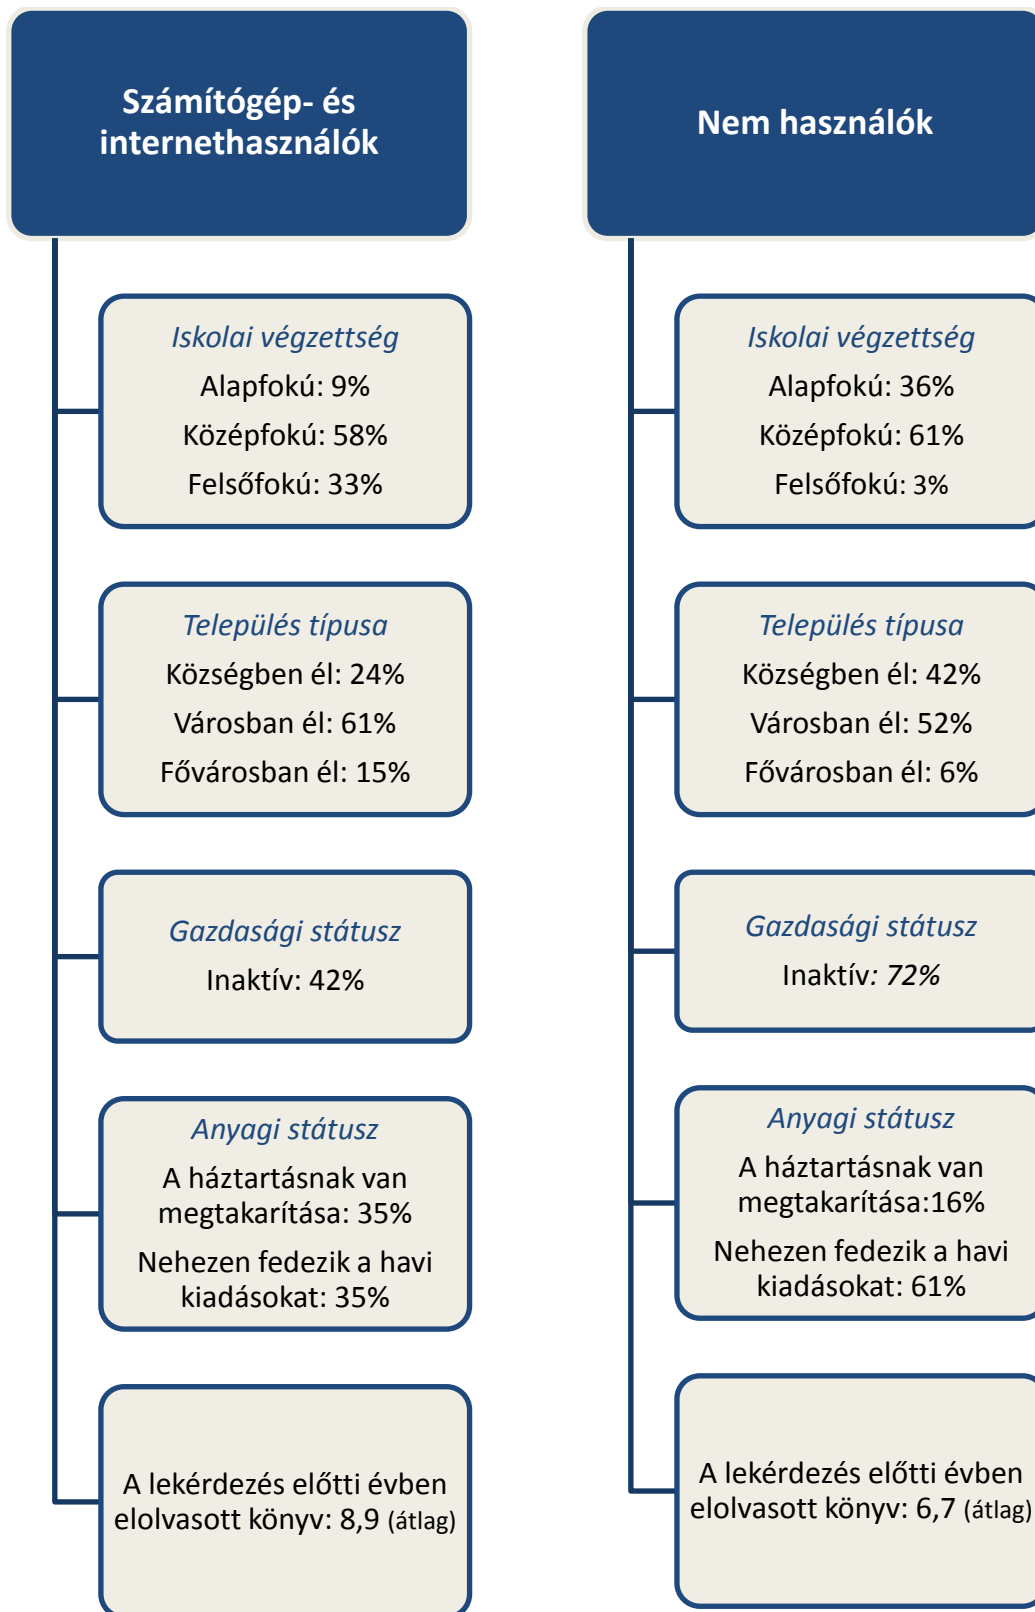 Számítógép- és
internethasználók
Iskolai végzettség
Alapfokú: 9%
Középfokú: 58%
Felsőfokú: 33%
Település típusa
Községben él: 24%
Városban él: 61%
Fővárosban él: 15%
Gazdasági státusz
Inaktív: 42%
Anyagi státusz
A háztartásnak van
megtakarítása: 35%
Nehezen fedezik a havi
kiadásokat: 35%
A lekérdezés előtti évben
elolvasott könyv: 8,9 (átlag)
Nem használók
Iskolai végzettség
Alapfokú: 36%
Középfokú: 61%
Felsőfokú: 3%
Település típusa
Községben él: 42%
Városban él: 52%
Fővárosban él: 6%
Gazdasági státusz
Inaktív: 72%
Anyagi státusz
A háztartásnak van
megtakarítása:16%
Nehezen fedezik a havi
kiadásokat: 61%
A lekérdezés előtti évben
elolvasott könyv: 6,7 (átlag)